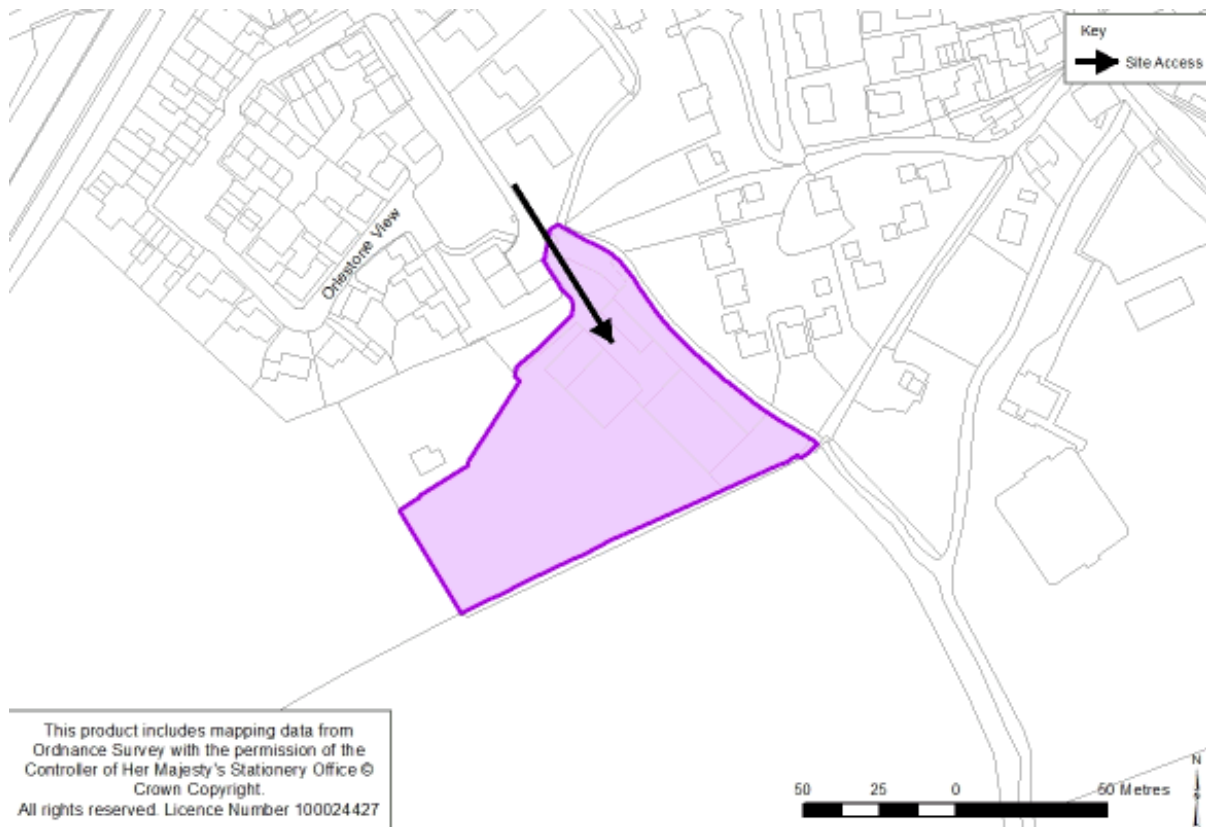 Key
Site Access
Orlestone View
This product includes mapping data from
Ordnance Survey with the permission of the
Controller of Her Majesty's Stationery Office ©
Crown Copyright.
All rights reserved. Licence Number 100024427
50 25 0 50 Metres
N